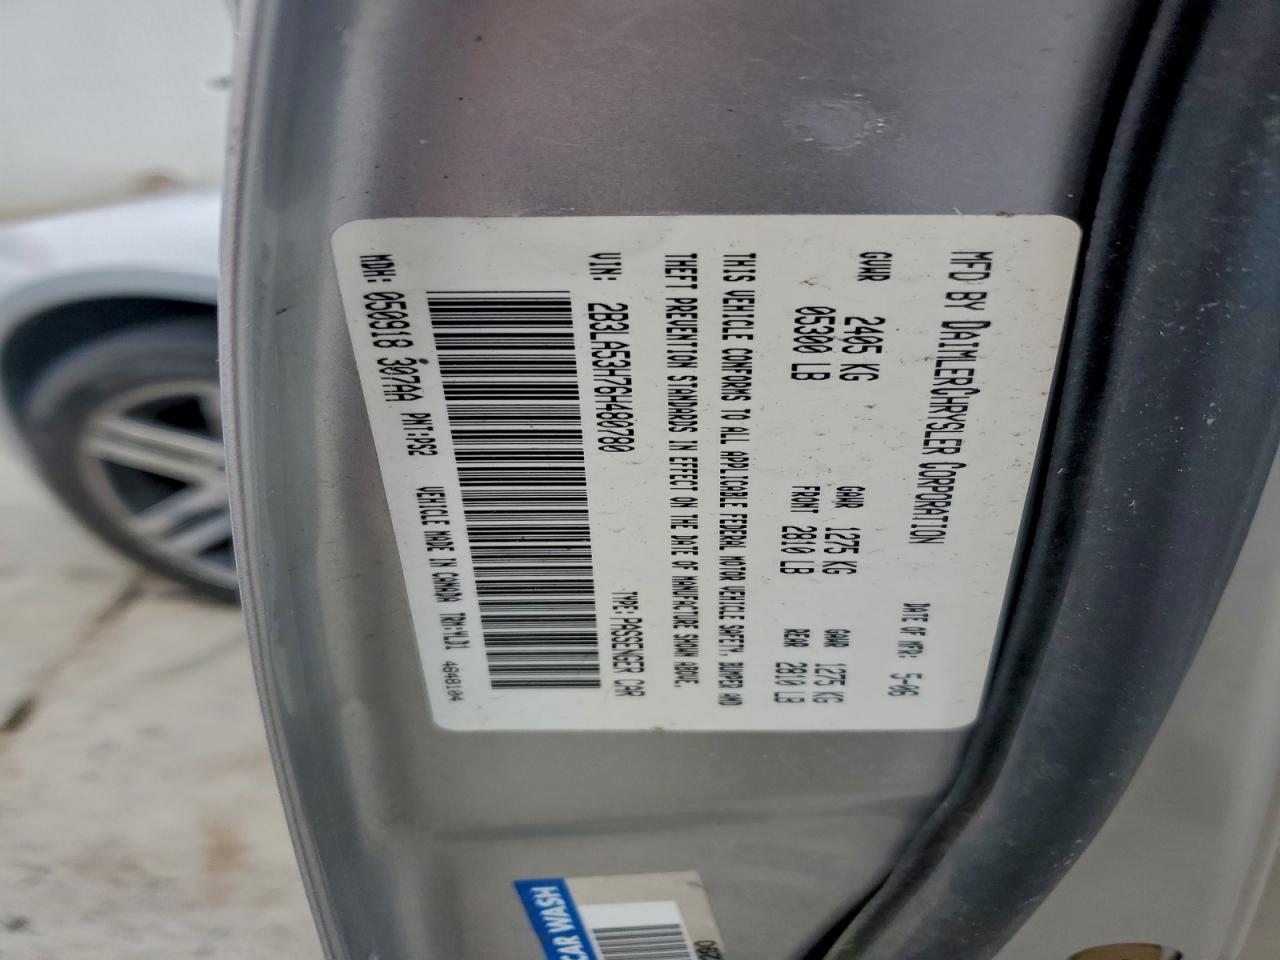 MFD BY DAIMLERCHRYSLER CORPORATION DATE OF MFR: 5-06
GVWR 2405 KG GAWR 1275 KG GAWR 1275 KG
05300 LB FRONT 2810 LB REAR 2810 LB
THIS VEHICLE CONFORMS TO ALL APPLICABLE FEDERAL MOTOR VEHICLE SAFETY, BUMPER AND
THEFT PREVENTION STANDARDS IN EFFECT ON THE DATE OF MANUFACTURE SHOWN ABOVE.
VIN: 2B3LA53H76H480780 TYPE: PASSENGER CAR
MDH: 050918 307AA PNT:PS2 VEHICLE MADE IN CANADA TRM:VLD1 4648104
CAR WASH